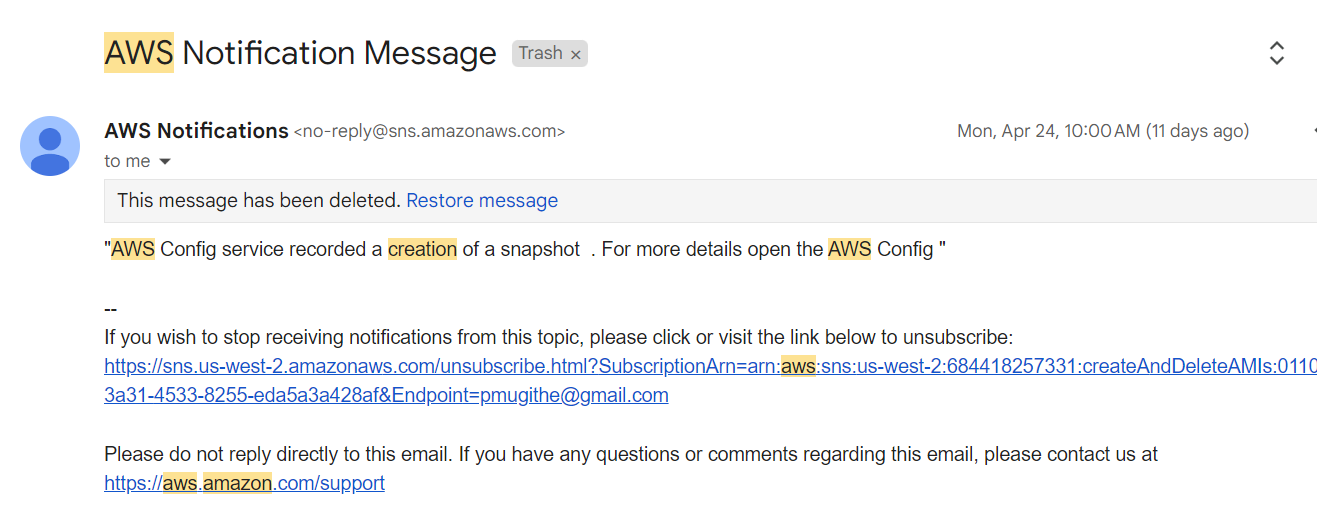 AWS Notification Message Trash ×
AWS Notifications <no-reply@sns.amazonaws.com> Mon, Apr 24, 10:00 AM (11 days ago)
to me
This message has been deleted. Restore message
"AWS Config service recorded a creation of a snapshot  . For more details open the AWS Config "
--
If you wish to stop receiving notifications from this topic, please click or visit the link below to unsubscribe:
https://sns.us-west-2.amazonaws.com/unsubscribe.html?SubscriptionArn=arn:aws:sns:us-west-2:684418257331:createAndDeleteAMIs:0110
3a31-4533-8255-eda5a3a428af&Endpoint=pmugithe@gmail.com
Please do not reply directly to this email. If you have any questions or comments regarding this email, please contact us at
https://aws.amazon.com/support